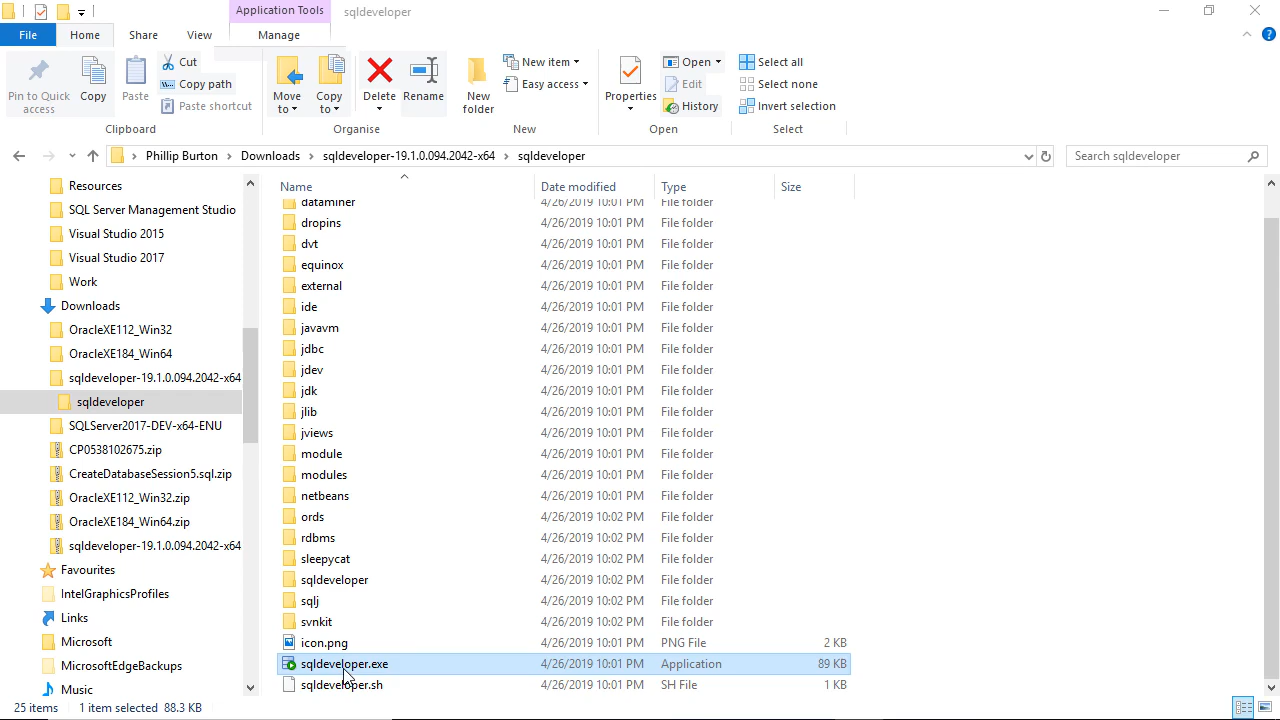 Application Tools
sqldeveloper
File
Home
Share
View
Manage
Pin to Quick access
Copy
Paste
Cut
Copy path
Paste shortcut
Clipboard
Move to
Copy to
Delete
Rename
Organise
New folder
New item
Easy access
New
Properties
Open
Edit
History
Open
Select all
Select none
Invert selection
Select
Phillip Burton > Downloads > sqldeveloper-19.1.0.094.2042-x64 > sqldeveloper
Search sqldeveloper
Resources
SQL Server Management Studio
Visual Studio 2015
Visual Studio 2017
Work
Downloads
OracleXE112_Win32
OracleXE184_Win64
sqldeveloper-19.1.0.094.2042-x64
sqldeveloper
SQLServer2017-DEV-x64-ENU
CP0538102675.zip
CreateDatabaseSession5.sql.zip
OracleXE112_Win32.zip
OracleXE184_Win64.zip
sqldeveloper-19.1.0.094.2042-x64
Favourites
IntelGraphicsProfiles
Links
Microsoft
MicrosoftEdgeBackups
Music
Name Date modified Type Size
dataminer 4/26/2019 10:01 PM File folder
dropins 4/26/2019 10:01 PM File folder
dvt 4/26/2019 10:01 PM File folder
equinox 4/26/2019 10:01 PM File folder
external 4/26/2019 10:01 PM File folder
ide 4/26/2019 10:01 PM File folder
javavm 4/26/2019 10:01 PM File folder
jdbc 4/26/2019 10:01 PM File folder
jdev 4/26/2019 10:01 PM File folder
jdk 4/26/2019 10:01 PM File folder
jlib 4/26/2019 10:01 PM File folder
jviews 4/26/2019 10:01 PM File folder
module 4/26/2019 10:01 PM File folder
modules 4/26/2019 10:01 PM File folder
netbeans 4/26/2019 10:01 PM File folder
ords 4/26/2019 10:02 PM File folder
rdbms 4/26/2019 10:02 PM File folder
sleepycat 4/26/2019 10:02 PM File folder
sqldeveloper 4/26/2019 10:02 PM File folder
sqlj 4/26/2019 10:02 PM File folder
svnkit 4/26/2019 10:02 PM File folder
icon.png 4/26/2019 10:01 PM PNG File 2 KB
sqldeveloper.exe 4/26/2019 10:01 PM Application 89 KB
sqldeveloper.sh 4/26/2019 10:01 PM SH File 1 KB
25 items 1 item selected 88.3 KB